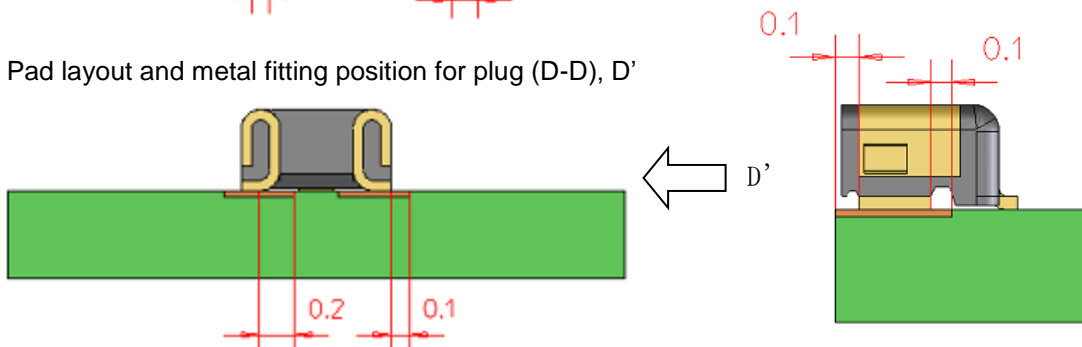 0.1
0.1
Pad layout and metal fitting position for plug (D-D), D’
D’
0.2
0.1